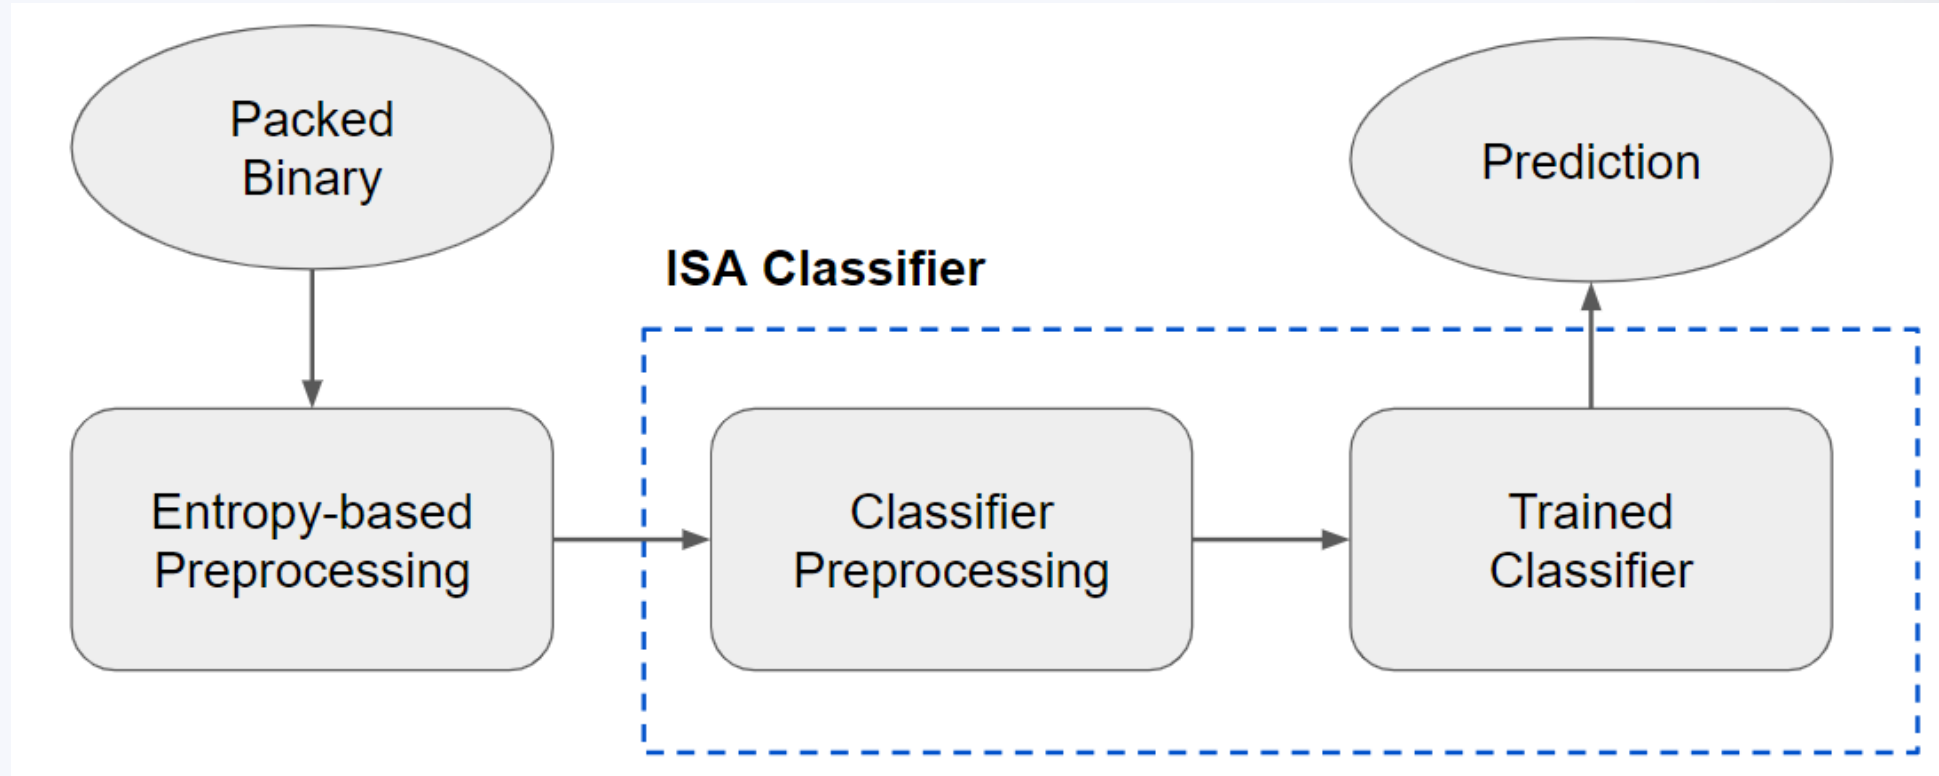 Packed
Binary
Prediction
ISA Classifier
Entropy-based
Preprocessing
Classifier
Preprocessing
Trained
Classifier